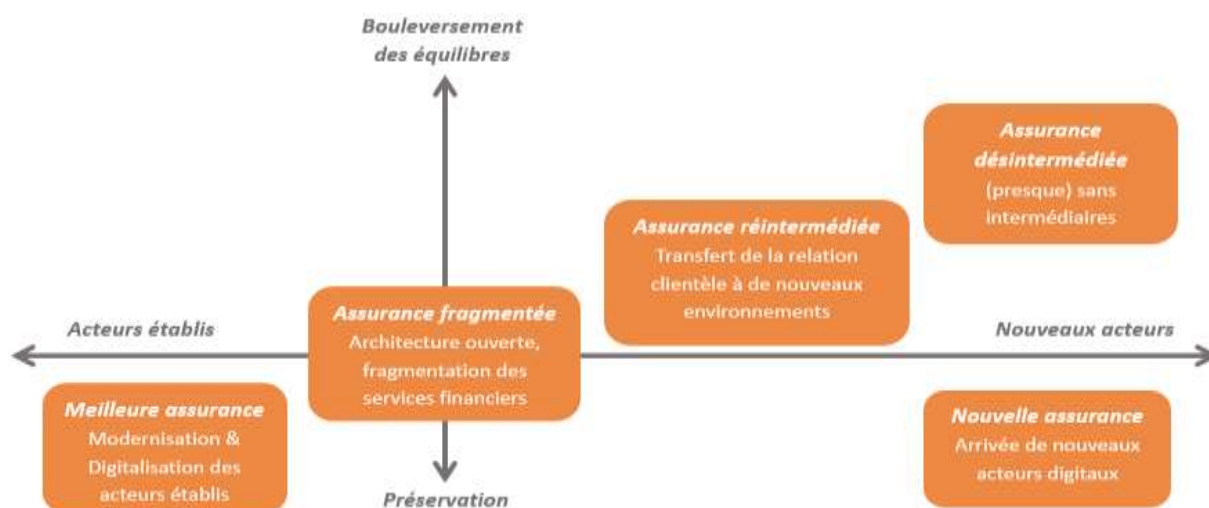 Bouleversement
des équilibres
Assurance
désintermédiée
(presque) sans
intermédiaires
Assurance réintermédiée
Transfert de la relation
clientèle à de nouveaux
environnements
Acteurs établis
Assurance fragmentée
Architecture ouverte,
fragmentation des
services financiers
Nouveaux acteurs
Meilleure assurance
Modernisation &
Digitalisation des
acteurs établis
Nouvelle assurance
Arrivée de nouveaux
acteurs digitaux
Préservation